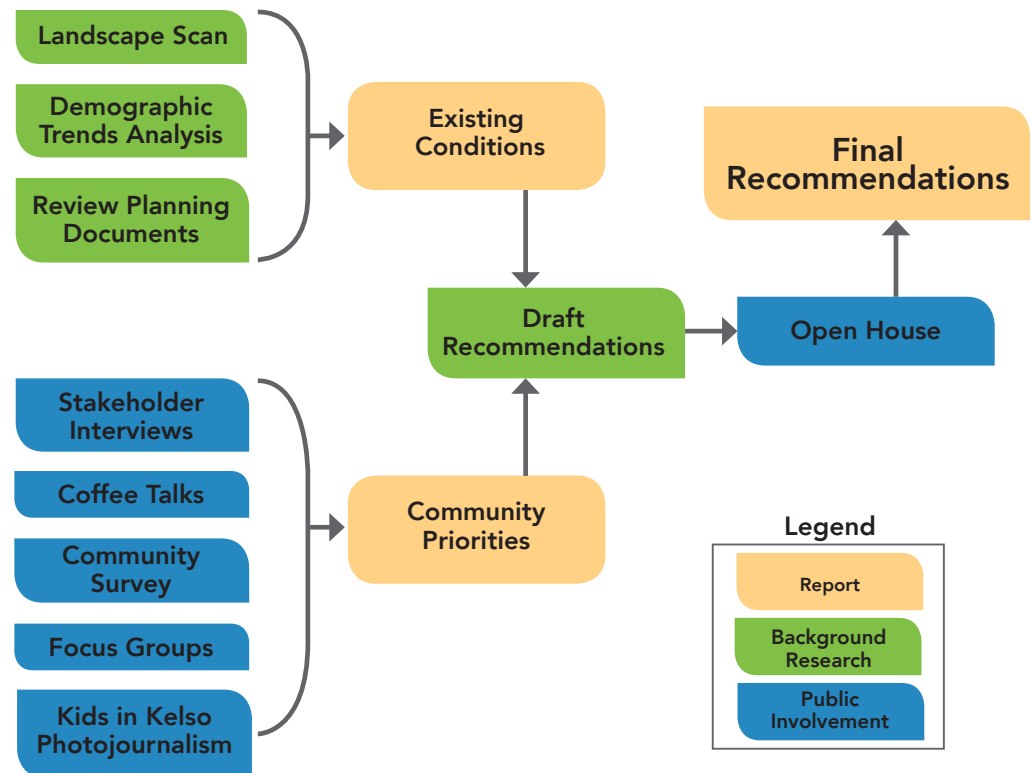 Landscape Scan
Demographic
Trends Analysis
Review Planning
Documents
Existing
Conditions
Final
Recommendations
Draft
Recommendations
Open House
Stakeholder
Interviews
Coffee Talks
Community
Survey
Focus Groups
Kids in Kelso
Photojournalism
Community
Priorities
Legend
Report
Background
Research
Public
Involvement